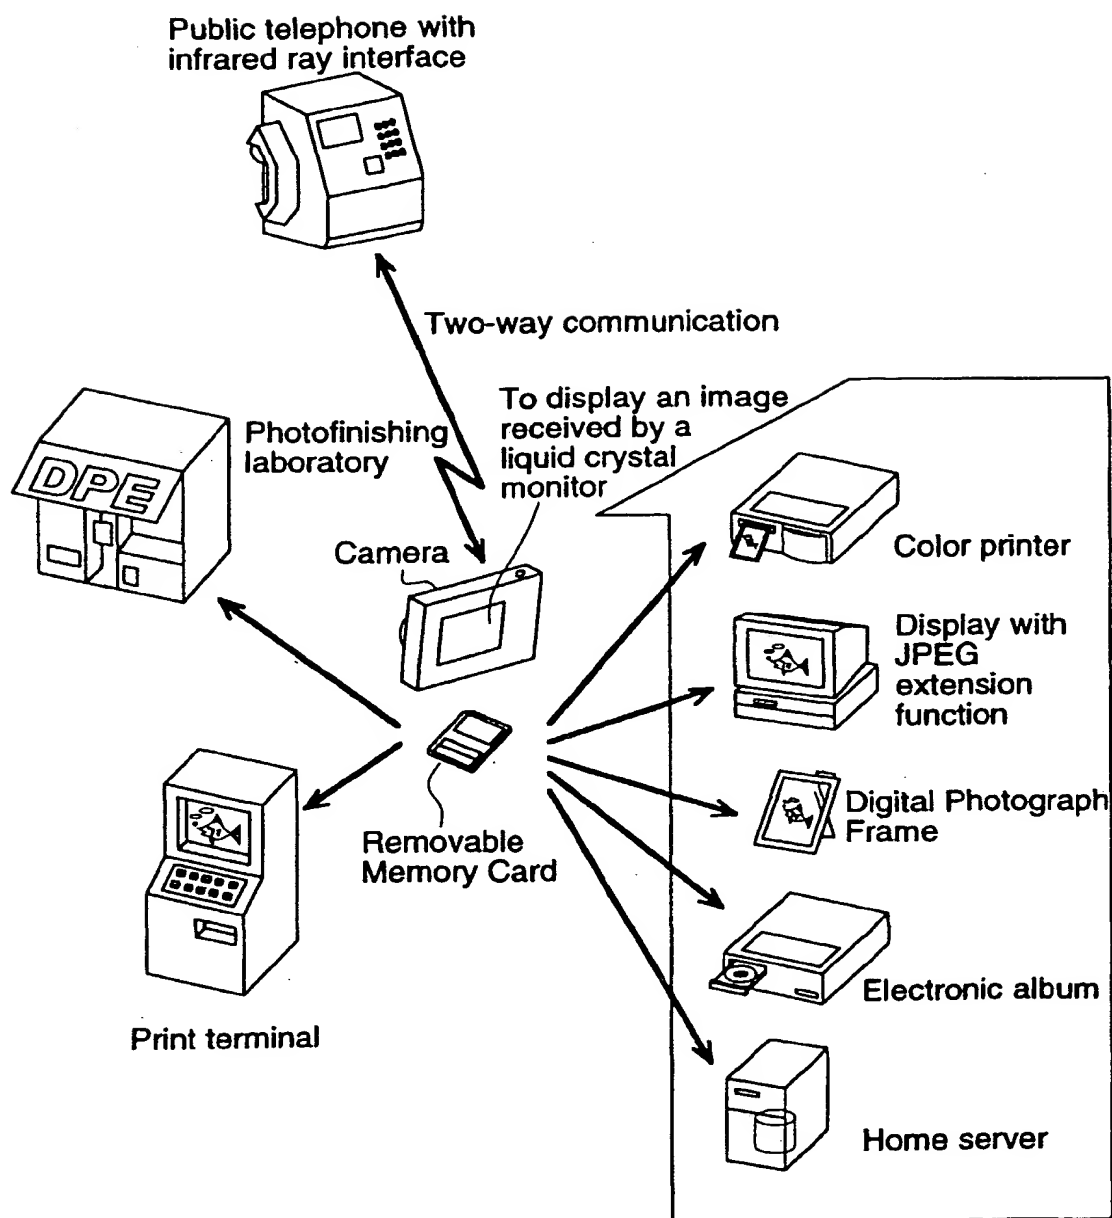 Public telephone with
infrared ray interface
Two-way communication
To display an image
received by a
liquid crystal
monitor
Photofinishing
laboratory
DPE
Camera
Color printer
Display with
JPEG
extension
function
Digital Photograph
Frame
Removable
Memory Card
Electronic album
Print terminal
Home server